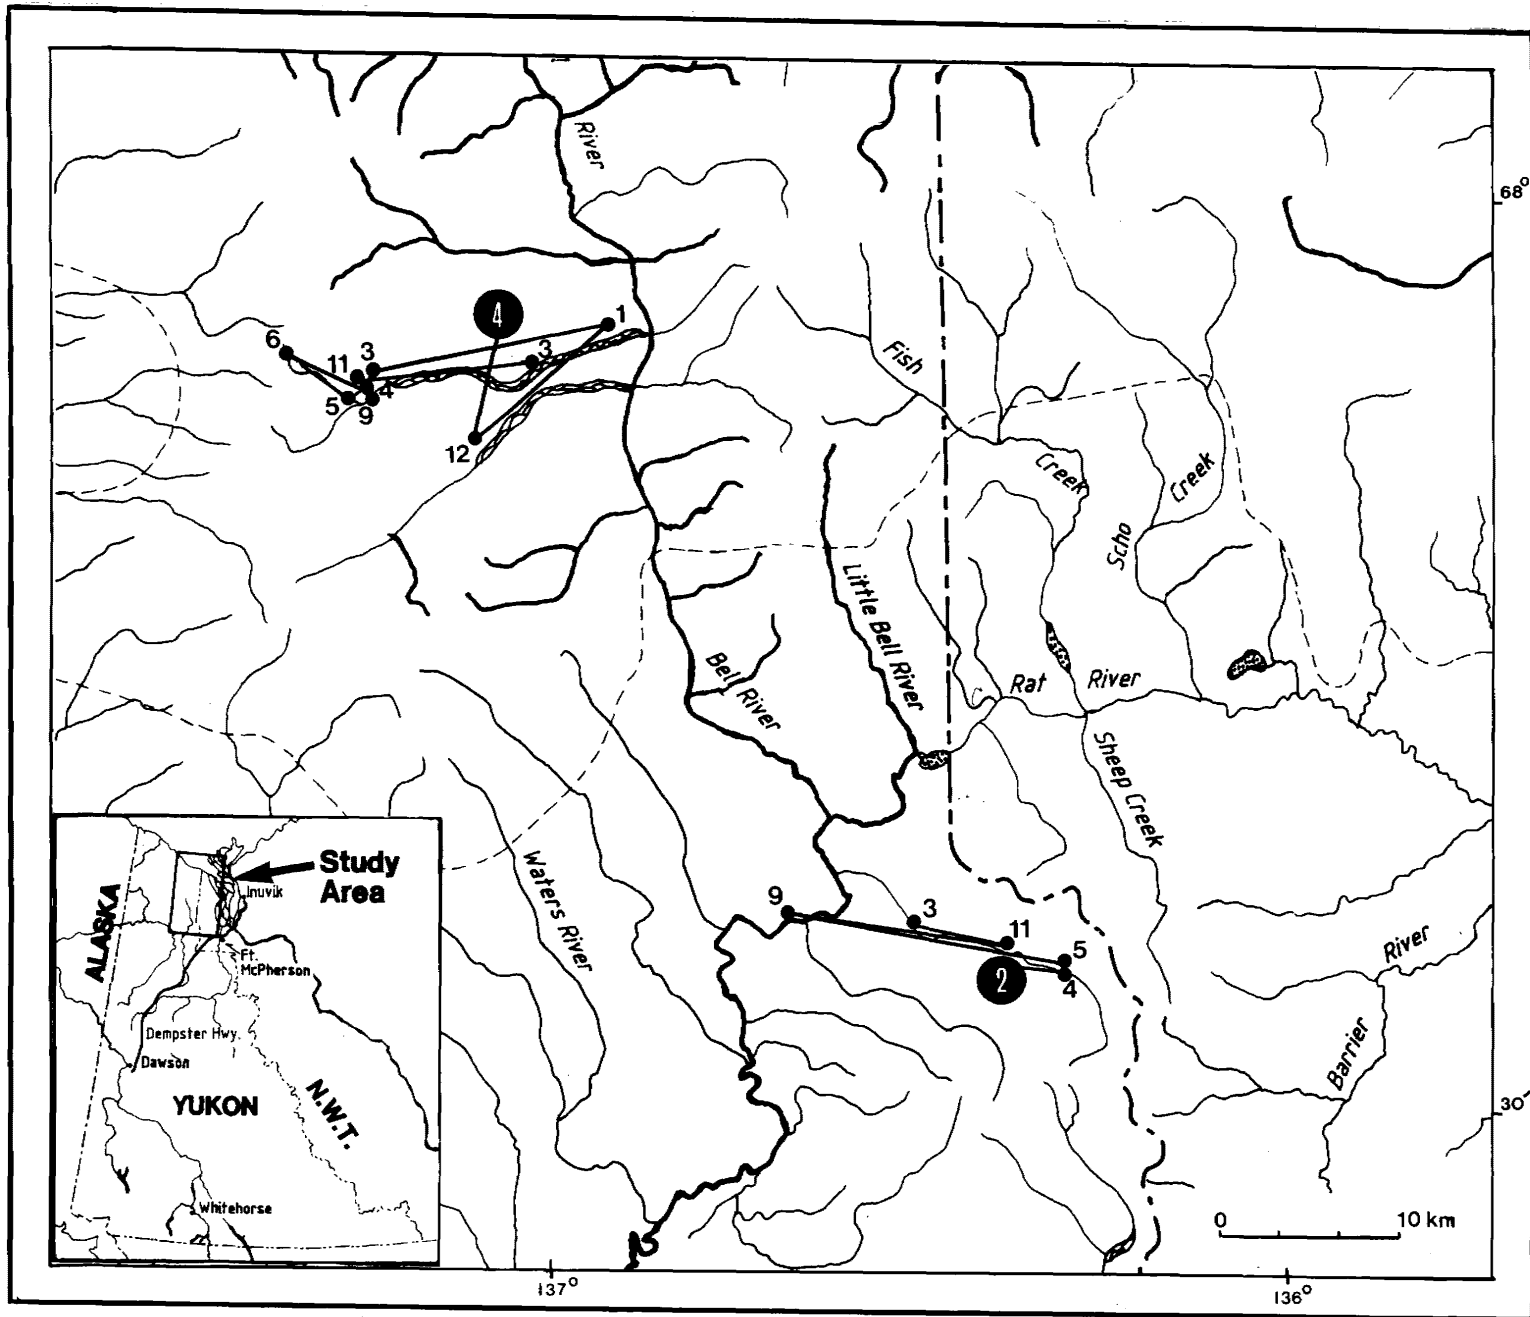 River
68°
4
1
6
3
3
11
Fish
4
5
9
12
Creek
Creek
Scho
Little Bell River
Bell River
Rat River
Sheep Creek
Study
Area
Inuvik
ALASKA
Waters River
9
3
11
5
River
2
4
Ft.
McPherson
Dempster Hwy.
Dawson
Barrier
YUKON
N.W.T.
30'
Whitehorse
0 10 km
137°
136°